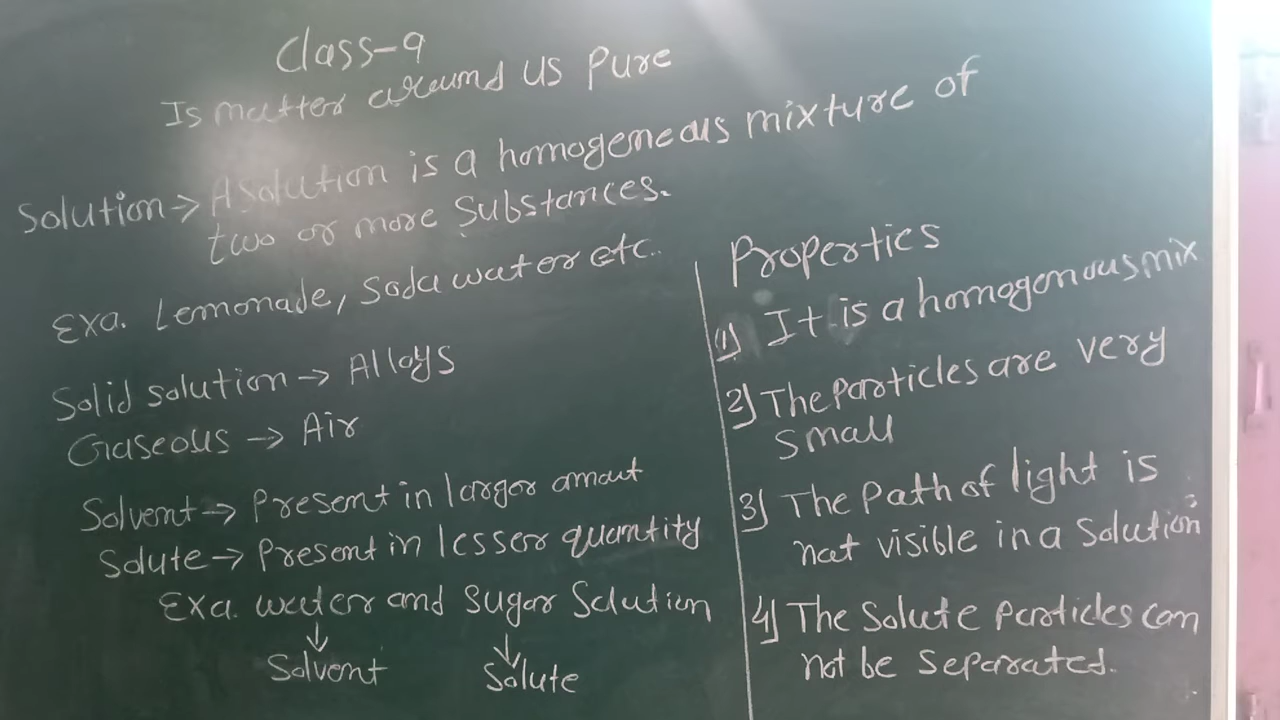 Class-9
Is matter around us Pure
Solution → A solution is a homogeneous mixture of
two or more Substances.
Exa. Lemonade, Soda water etc.
Solid solution → Alloys
Gaseous → Air
Solvent → Present in larger amout
Solute → Present in lesser quantity
Exa. water and sugar Solution
↓ ↓
Solvent Solute
Properties
1) It is a homogenous mix
2) The Particles are very
small
3) The Path of light is
not visible in a Solution
4) The Solute particles can
not be separated.